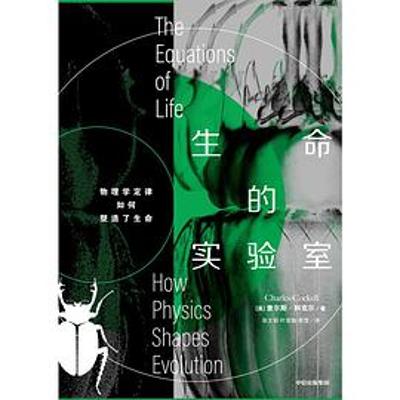 The
Equations
of
Life
生命
的
实验室
物理学定律
如何
塑造了生命
How
Physics
Shapes
Evolution
Charles Cockell
[英] 查尔斯·科克尔 / 著
中信出版集团